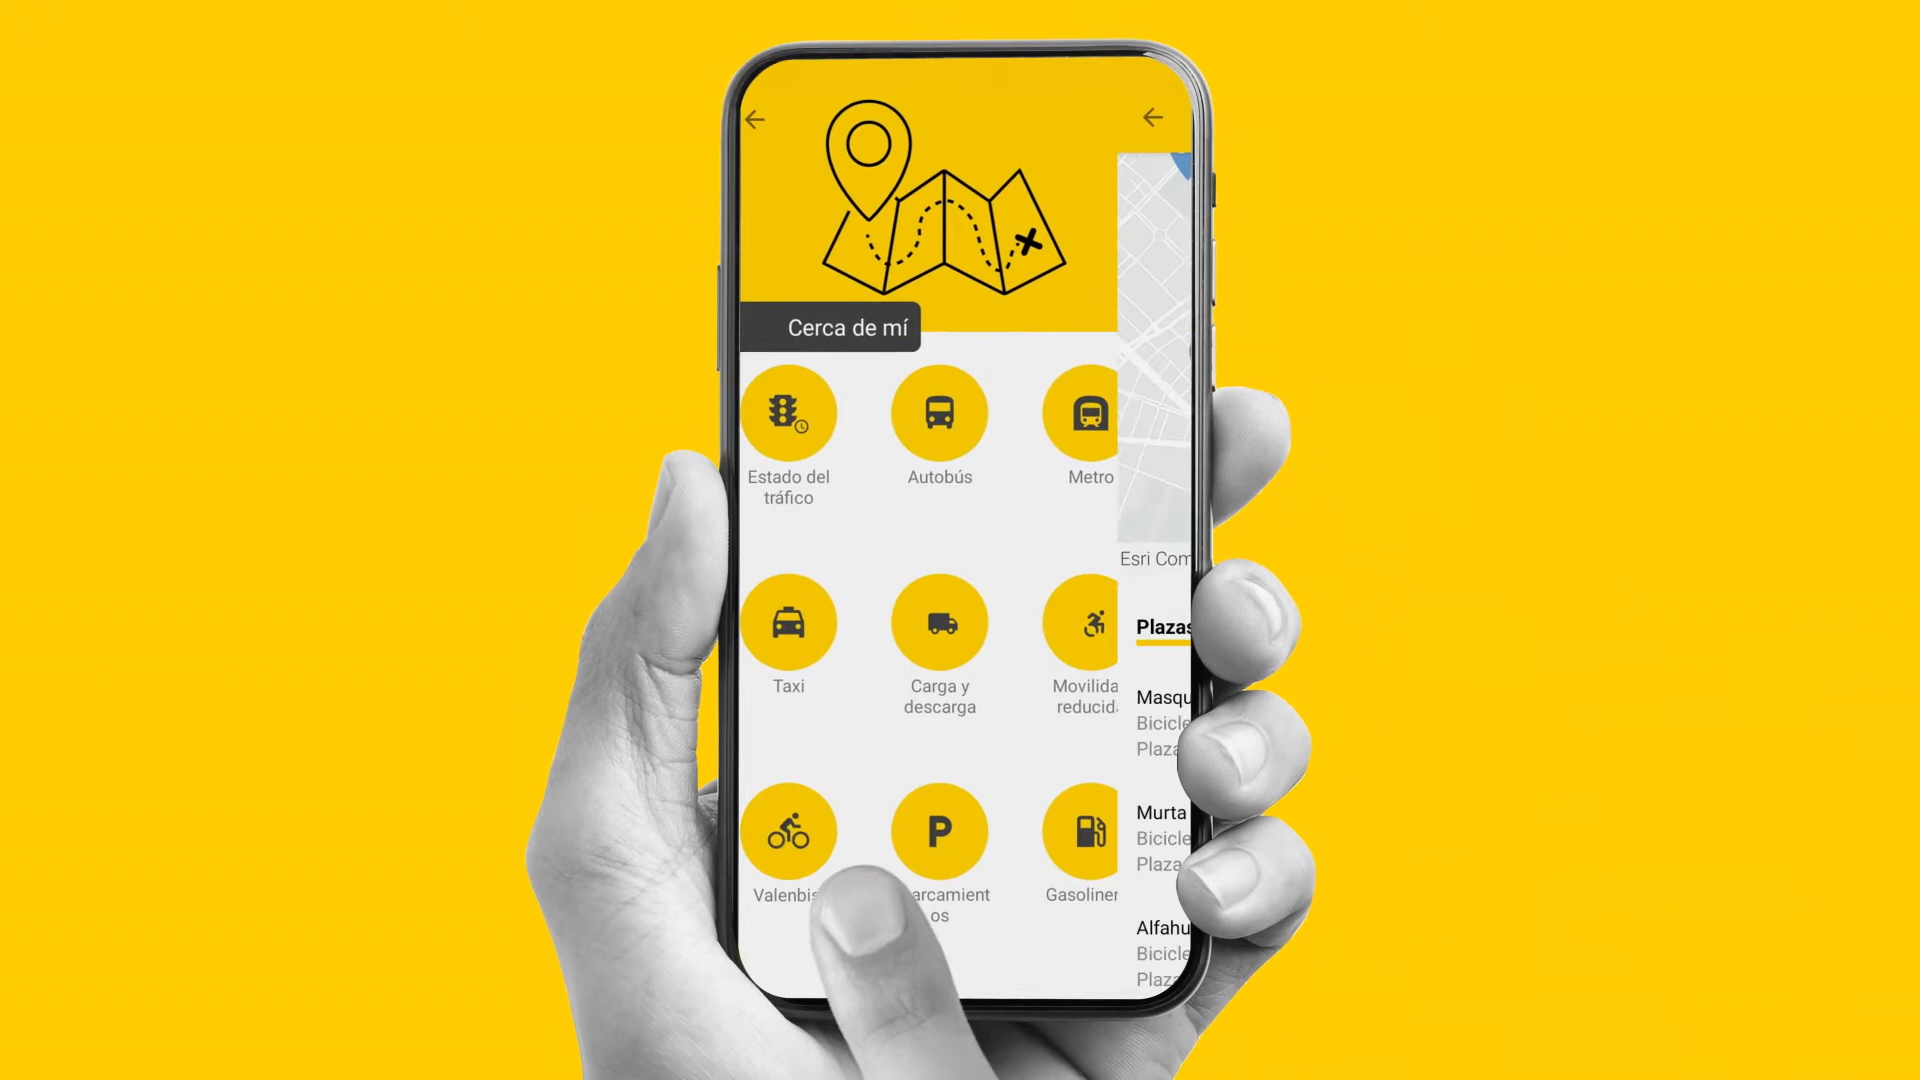 Cerca de mí
Estado del
tráfico
Autobús
Metro
Taxi
Carga y
descarga
Movilida
reducid
Valenbis
arcamient
os
P
Gasoliner
Esri Com
Plazas
Masqu
Bicicle
Plaza
Murta
Bicicle
Plaza
Alfahu
Bicicle
Plaza